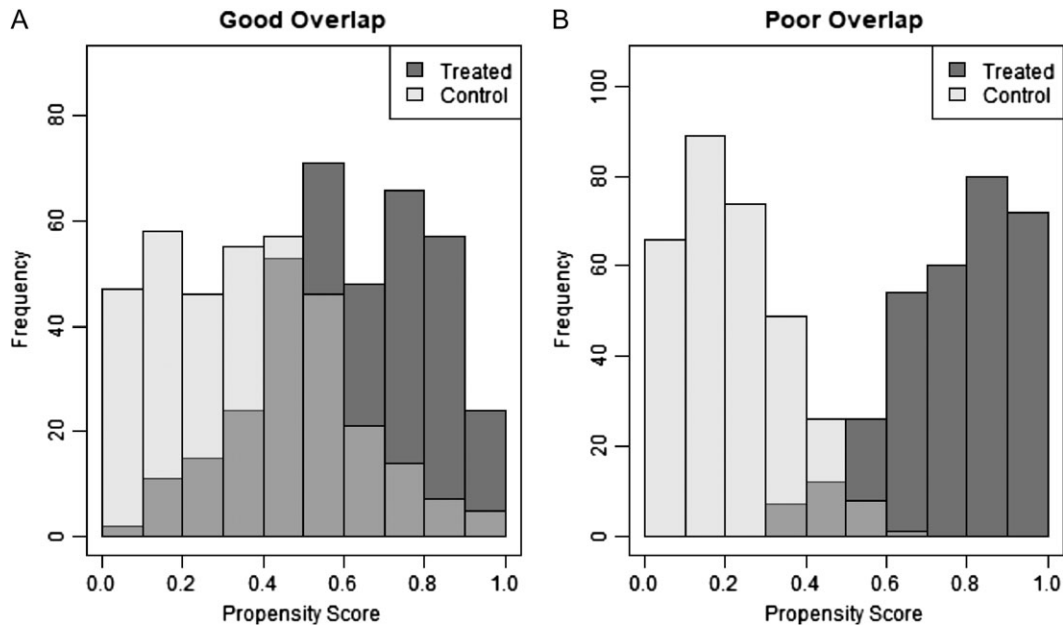 A
Good Overlap
Treated
Control
80
60
40
20
0
Frequency
0.0 0.2 0.4 0.6 0.8 1.0
Propensity Score
B
Poor Overlap
Treated
Control
100
80
60
40
20
0
Frequency
0.0 0.2 0.4 0.6 0.8 1.0
Propensity Score